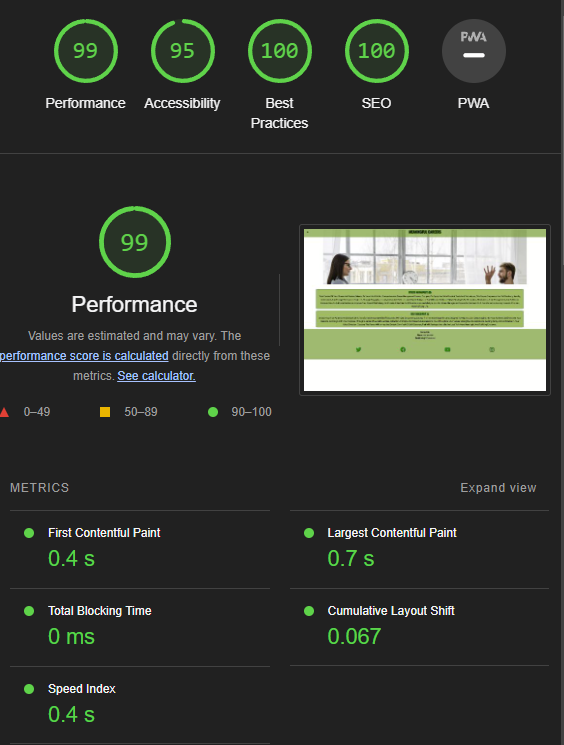 99
95
100
100
PWA
Performance
Accessibility
Best
Practices
SEO
PWA
99
Performance
Values are estimated and may vary. The
performance score is calculated directly from these
metrics. See calculator.
0–49
50–89
90–100
METRICS
Expand view
First Contentful Paint
0.4 s
Largest Contentful Paint
0.7 s
Total Blocking Time
0 ms
Cumulative Layout Shift
0.067
Speed Index
0.4 s